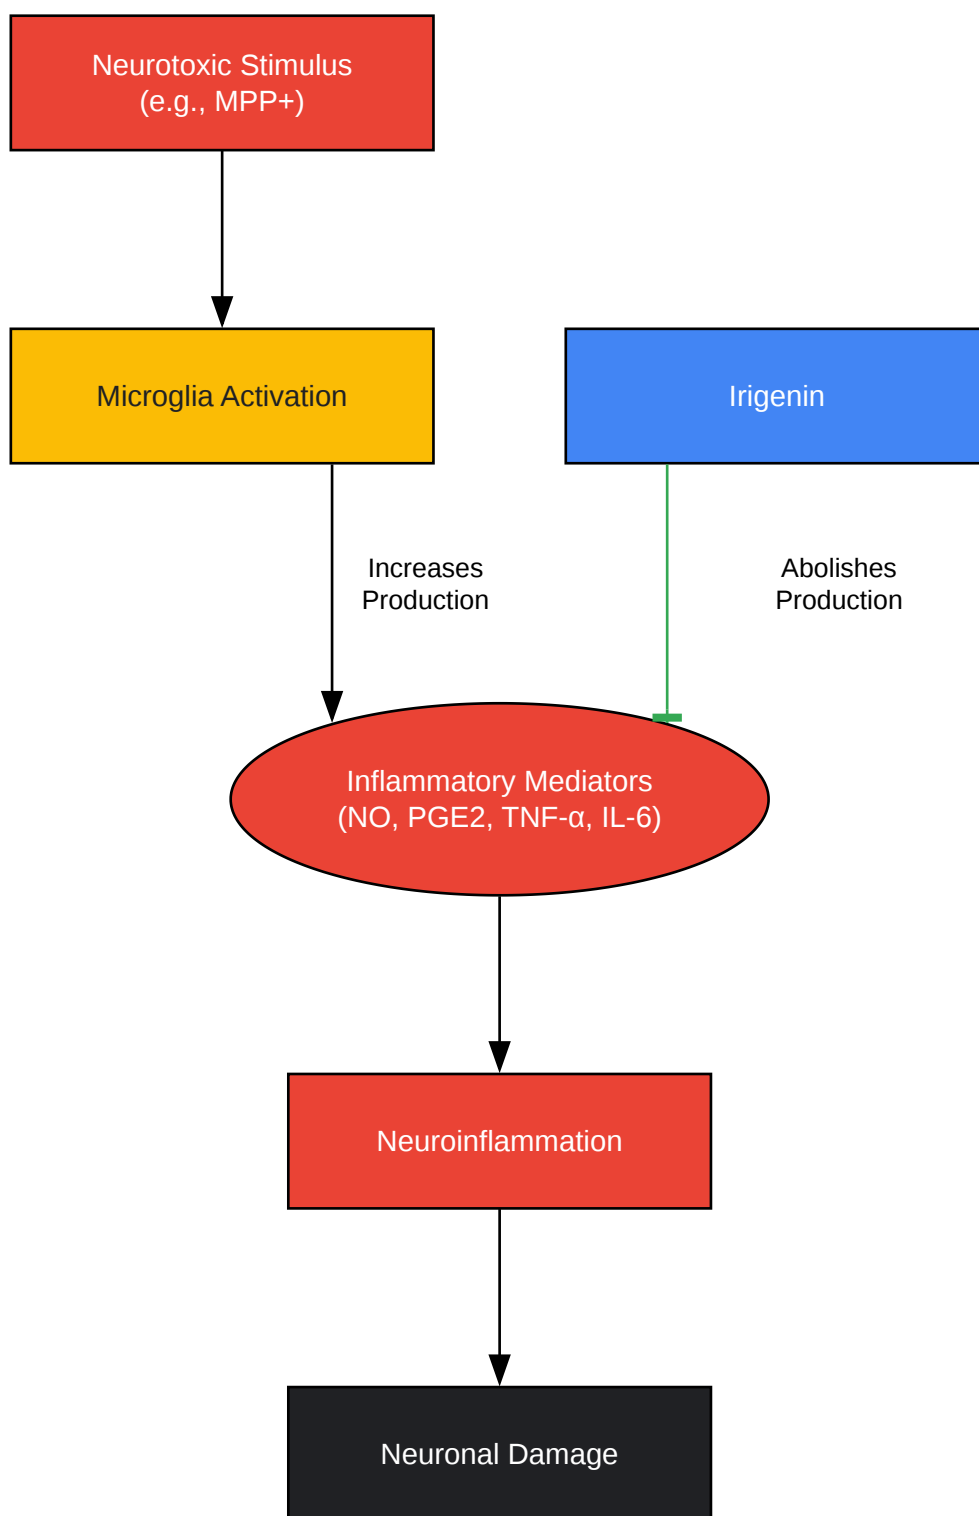 Neurotoxic Stimulus
(e.g., MPP+)
Microglia Activation
Irigenin
Increases
Production
Abolishes
Production
Inflammatory Mediators
(NO, PGE2, TNF-α, IL-6)
Neuroinflammation
Neuronal Damage